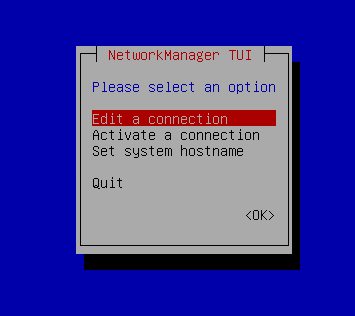 NetworkManager TUI
Please select an option
Edit a connection
Activate a connection
Set system hostname
Quit
<OK>